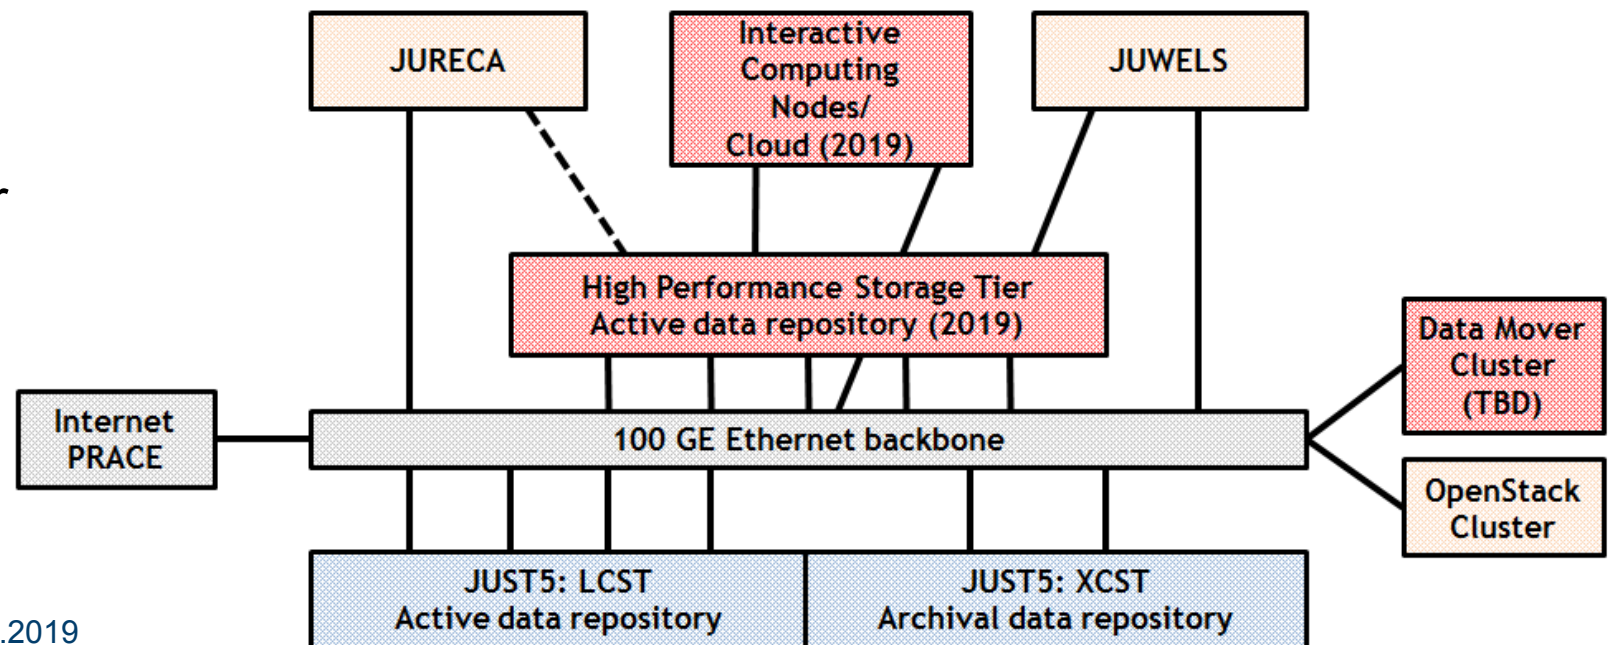 JURECA
Interactive
Computing
Nodes/
Cloud (2019)
JUWELS
r
High Performance Storage Tier
Active data repository (2019)
Data Mover
Cluster
(TBD)
Internet
PRACE
100 GE Ethernet backbone
OpenStack
Cluster
JUST5: LCST
Active data repository
JUST5: XCST
Archival data repository
.2019